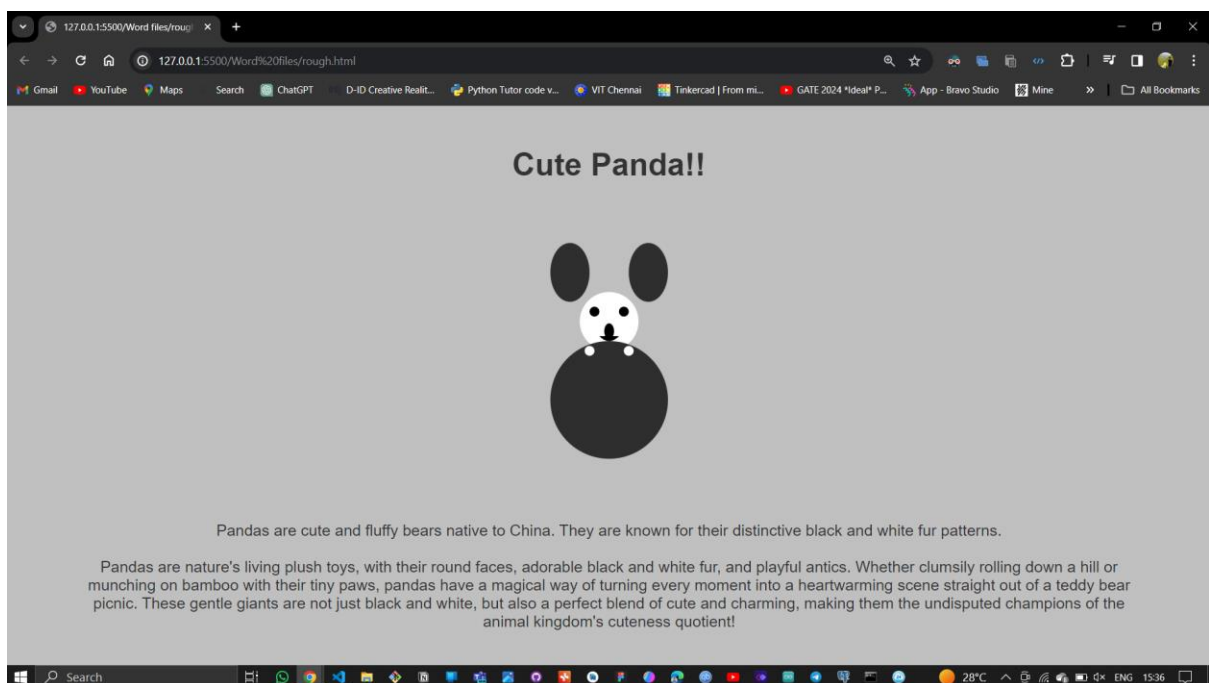 127.0.0.1:5500/Word files/roug
127.0.0.1:5500/Word%20files/rough.html
Gmail YouTube Maps Search ChatGPT D-ID Creative Realit... Python Tutor code v... VIT Chennai Tinkercad | From mi... GATE 2024 *Ideal* P... App - Bravo Studio Mine » All Bookmarks
Cute Panda!!
Pandas are cute and fluffy bears native to China. They are known for their distinctive black and white fur patterns.
Pandas are nature's living plush toys, with their round faces, adorable black and white fur, and playful antics. Whether clumsily rolling down a hill or
munching on bamboo with their tiny paws, pandas have a magical way of turning every moment into a heartwarming scene straight out of a teddy bear
picnic. These gentle giants are not just black and white, but also a perfect blend of cute and charming, making them the undisputed champions of the
animal kingdom's cuteness quotient!
Search 28°C ENG 15:36